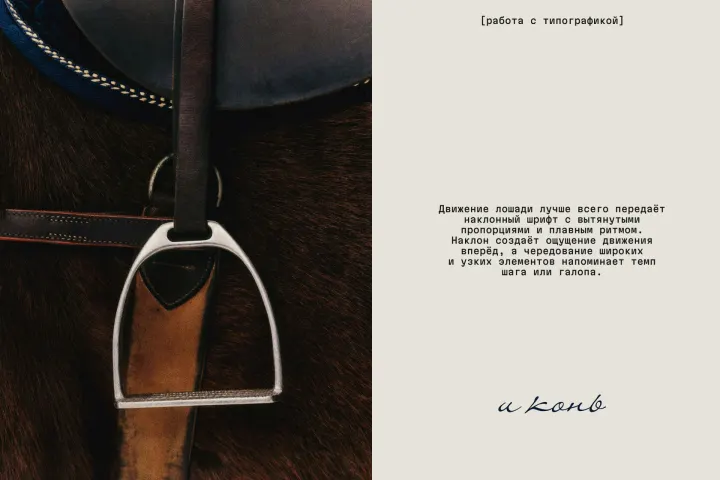 [работа с типографикой]
Движение лошади лучше всего передаёт
наклонный шрифт с вытянутыми
пропорциями и плавным ритмом.
Наклон создаёт ощущение движения
вперёд, а чередование широких
и узких элементов напоминает темп
шага или галопа.
и конь